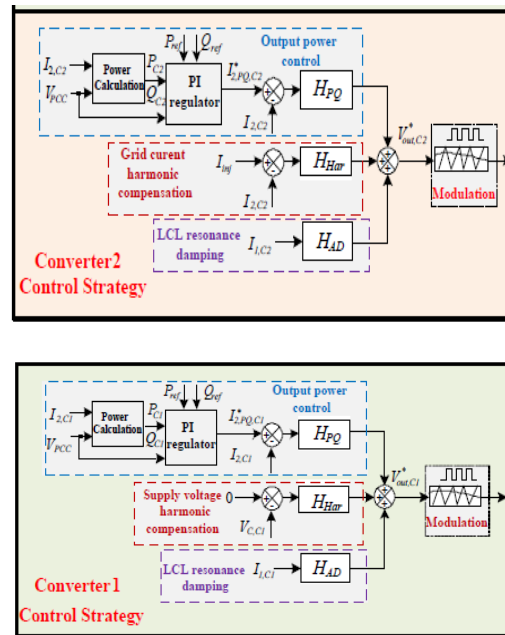 P_ref Q_ref
Output power
control
I_2,C2
V_PCC
Power
Calculation
P_C2
Q_C2
PI
regulator
I*_2,PQ,C2
H_PQ
I_2,C2
V*_out,C2
Modulation
Grid curent
harmonic
compensation
I_inj
H_Har
I_2,C2
LCL resonance
damping
I_1,C2
H_AD
Converter2
Control Strategy
P_ref Q_ref
Output power
control
I_2,C1
V_PCC
Power
Calculation
P_C1
Q_C1
PI
regulator
I*_2,PQ,C1
H_PQ
I_2,C1
V*_out,C1
Modulation
Supply voltage
harmonic
compensation
0
H_Har
V_C,C1
LCL resonance
damping
I_1,C1
H_AD
Converter1
Control Strategy